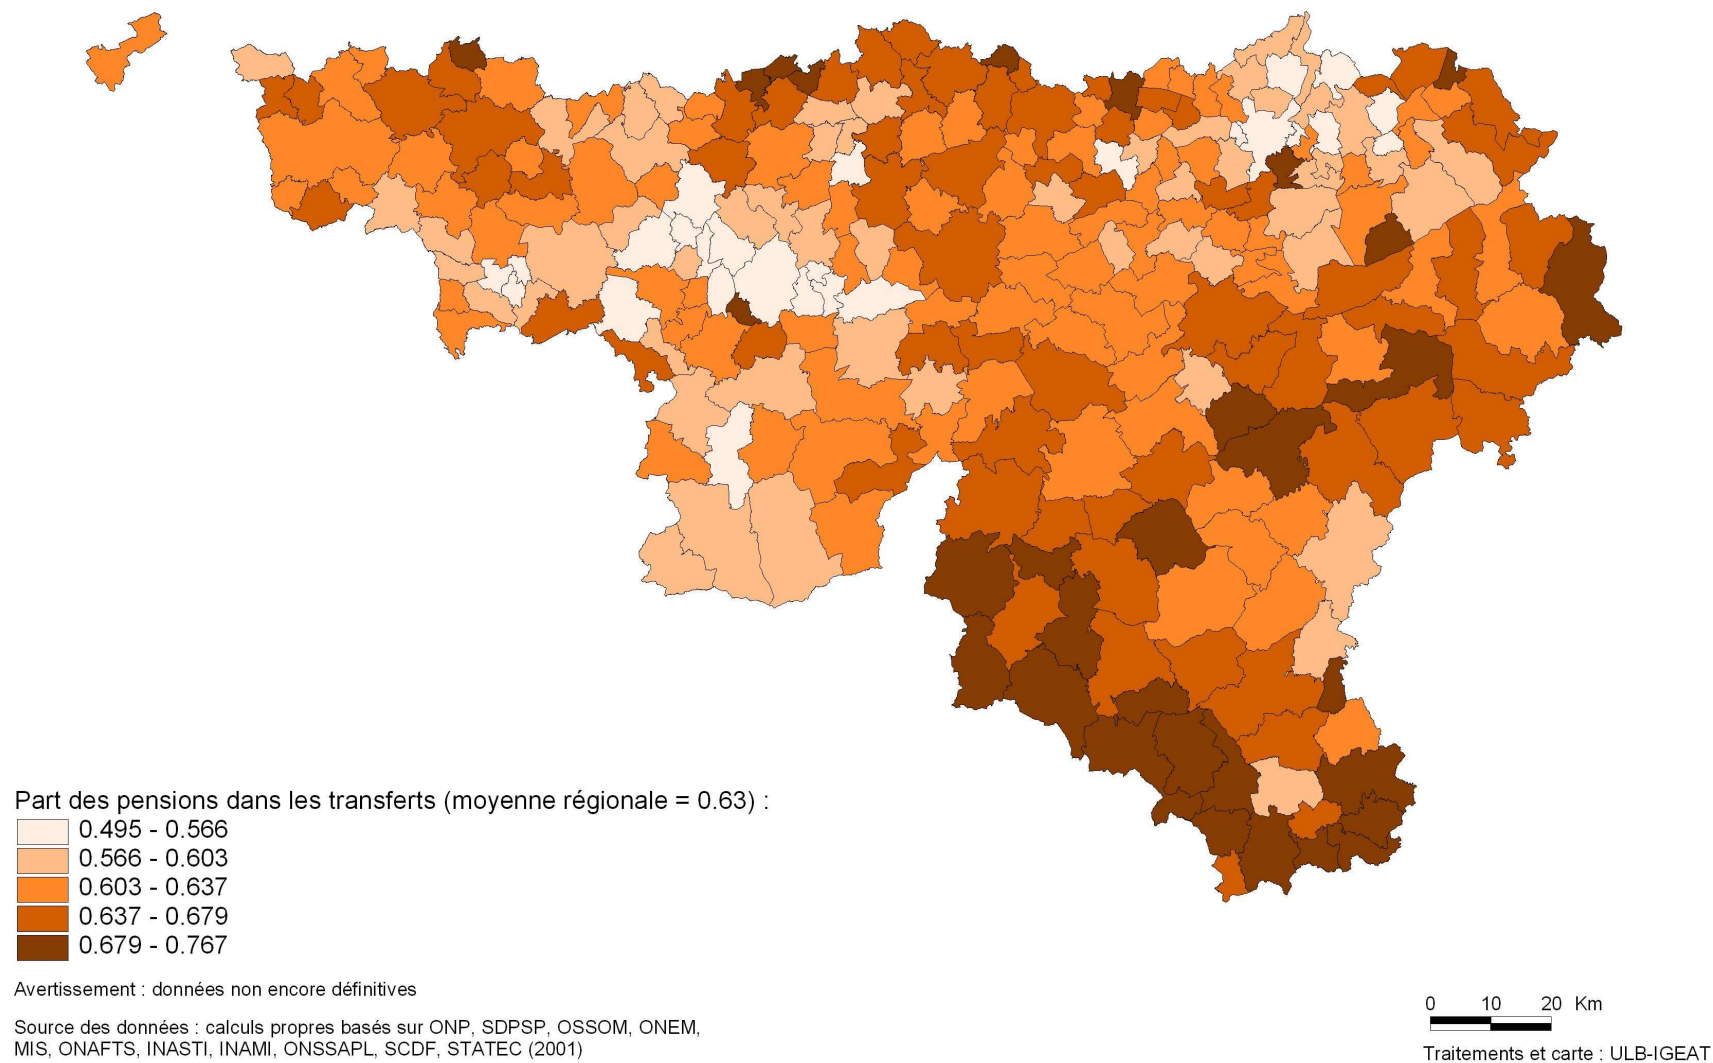 Part des pensions dans les transferts (moyenne régionale = 0.63) :
0.495 - 0.566
0.566 - 0.603
0.603 - 0.637
0.637 - 0.679
0.679 - 0.767
Avertissement : données non encore définitives
Source des données : calculs propres basés sur ONP, SDPSP, OSSOM, ONEM,
MIS, ONAFTS, INASTI, INAMI, ONSSAPL, SCDF, STATEC (2001)
0 10 20 Km
Traitements et carte : ULB-IGEAT